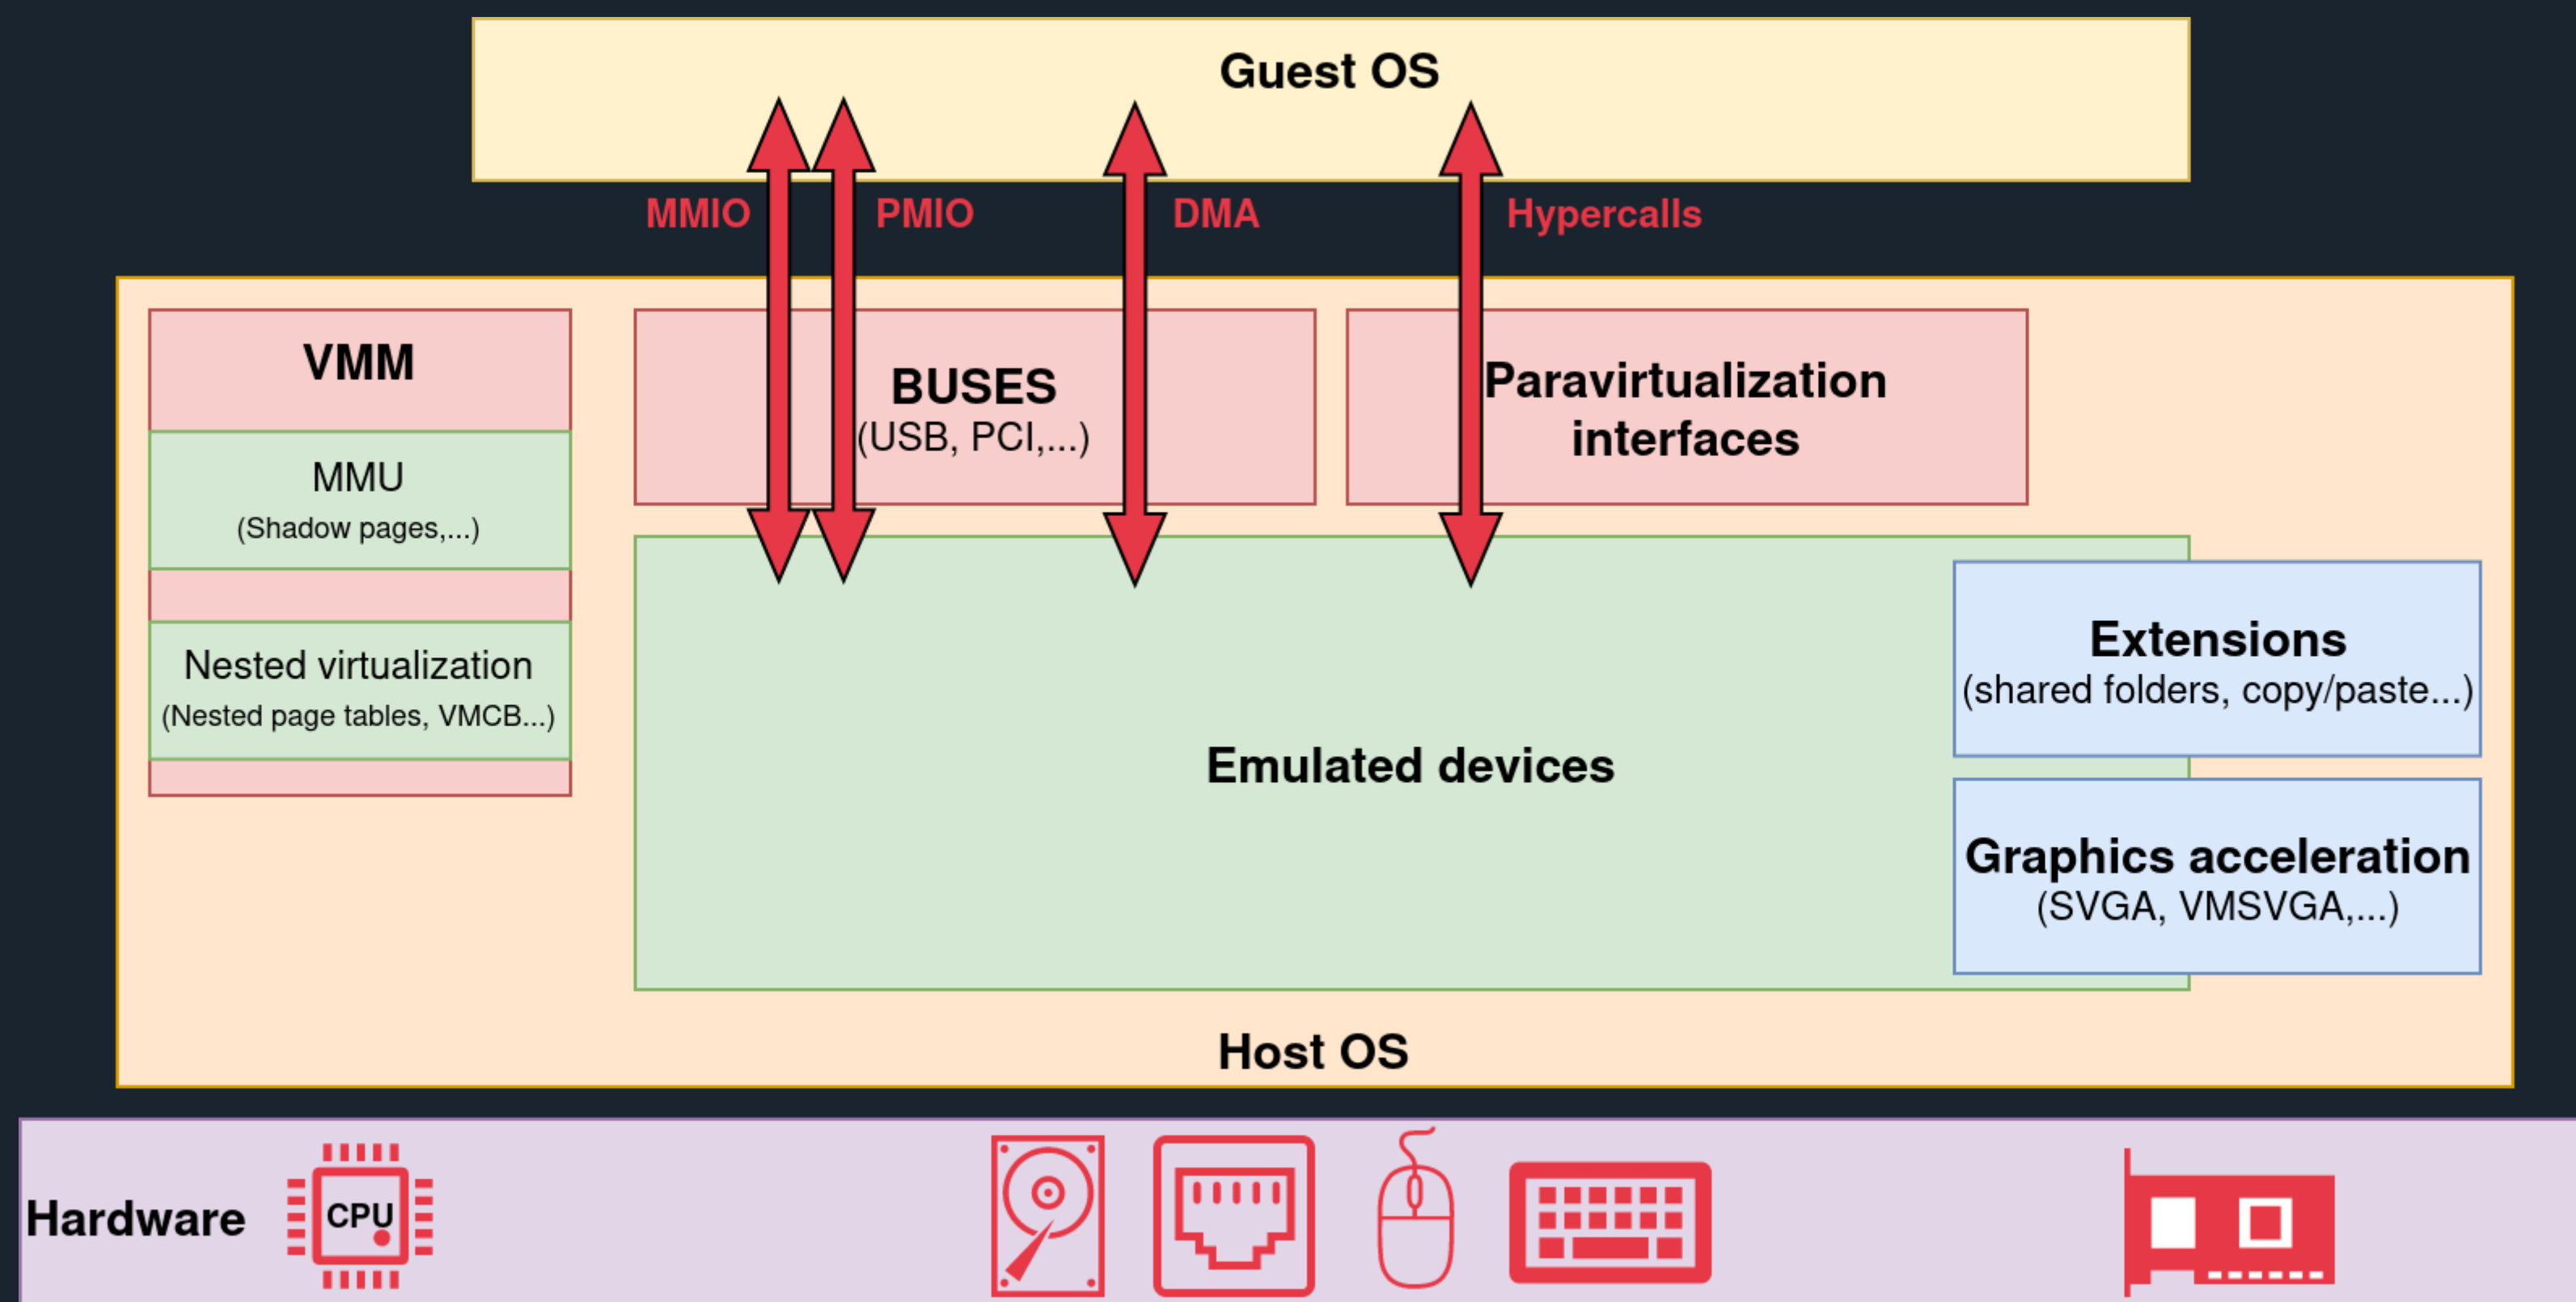 Guest OS
MMIO
PMIO
DMA
Hypercalls
VMM
MMU
(Shadow pages,...)
Nested virtualization
(Nested page tables, VMCB...)
BUSES
(USB, PCI,...)
Paravirtualization
interfaces
Emulated devices
Extensions
(shared folders, copy/paste...)
Graphics acceleration
(SVGA, VMSVGA,...)
Host OS
Hardware
CPU